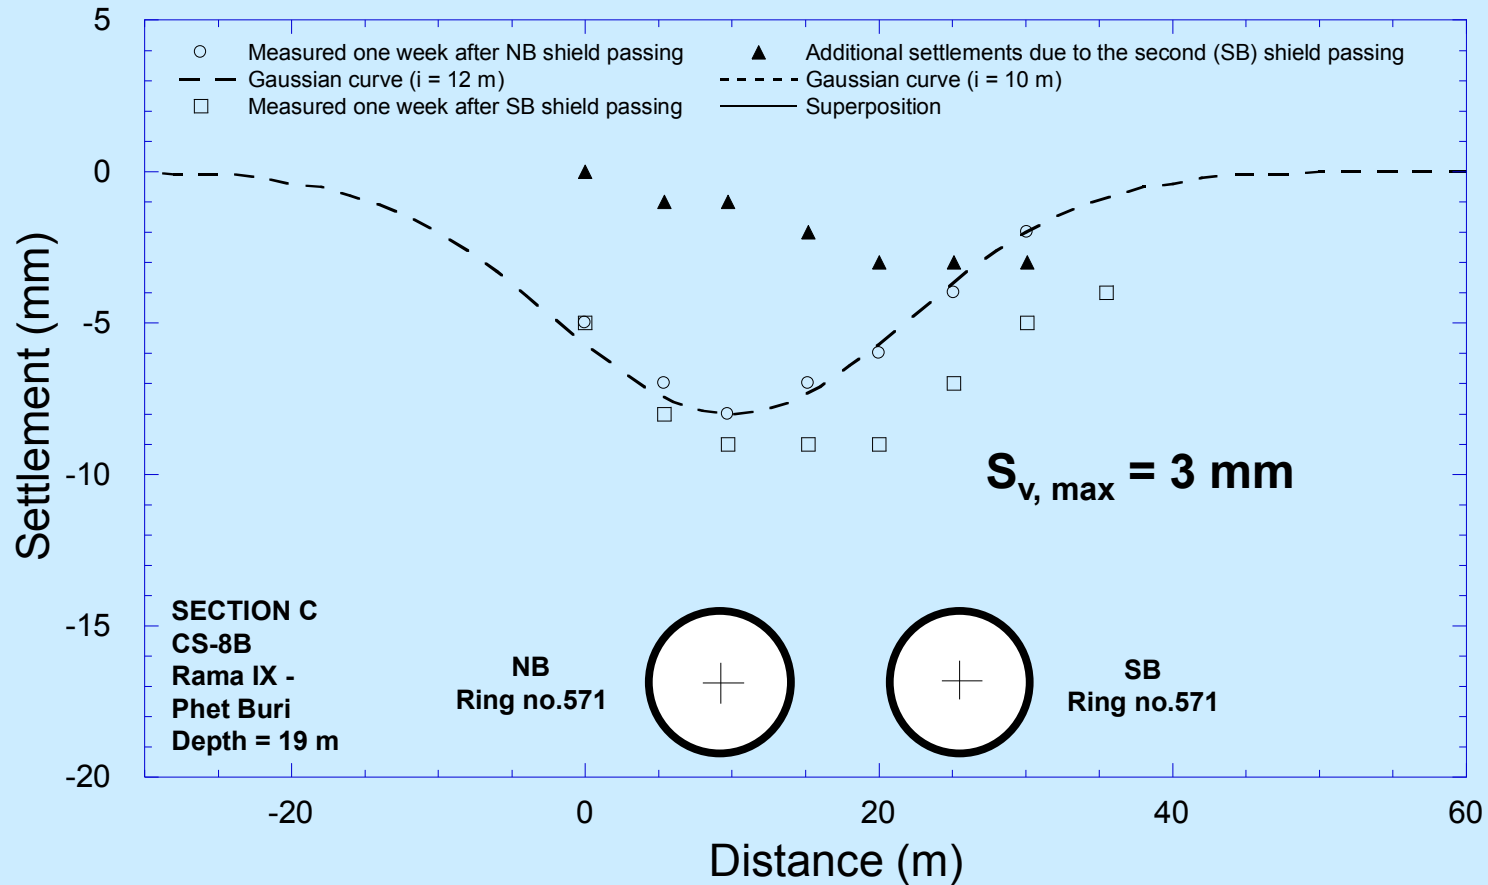 5
0
-5
-10
-15
-20
Settlement (mm)
Measured one week after NB shield passing
Gaussian curve (i = 12 m)
Measured one week after SB shield passing
Additional settlements due to the second (SB) shield passing
Gaussian curve (i = 10 m)
Superposition
Sv, max = 3 mm
SECTION C
CS-8B
Rama IX -
Phet Buri
Depth = 19 m
NB
Ring no.571
SB
Ring no.571
-20
0
20
40
60
Distance (m)